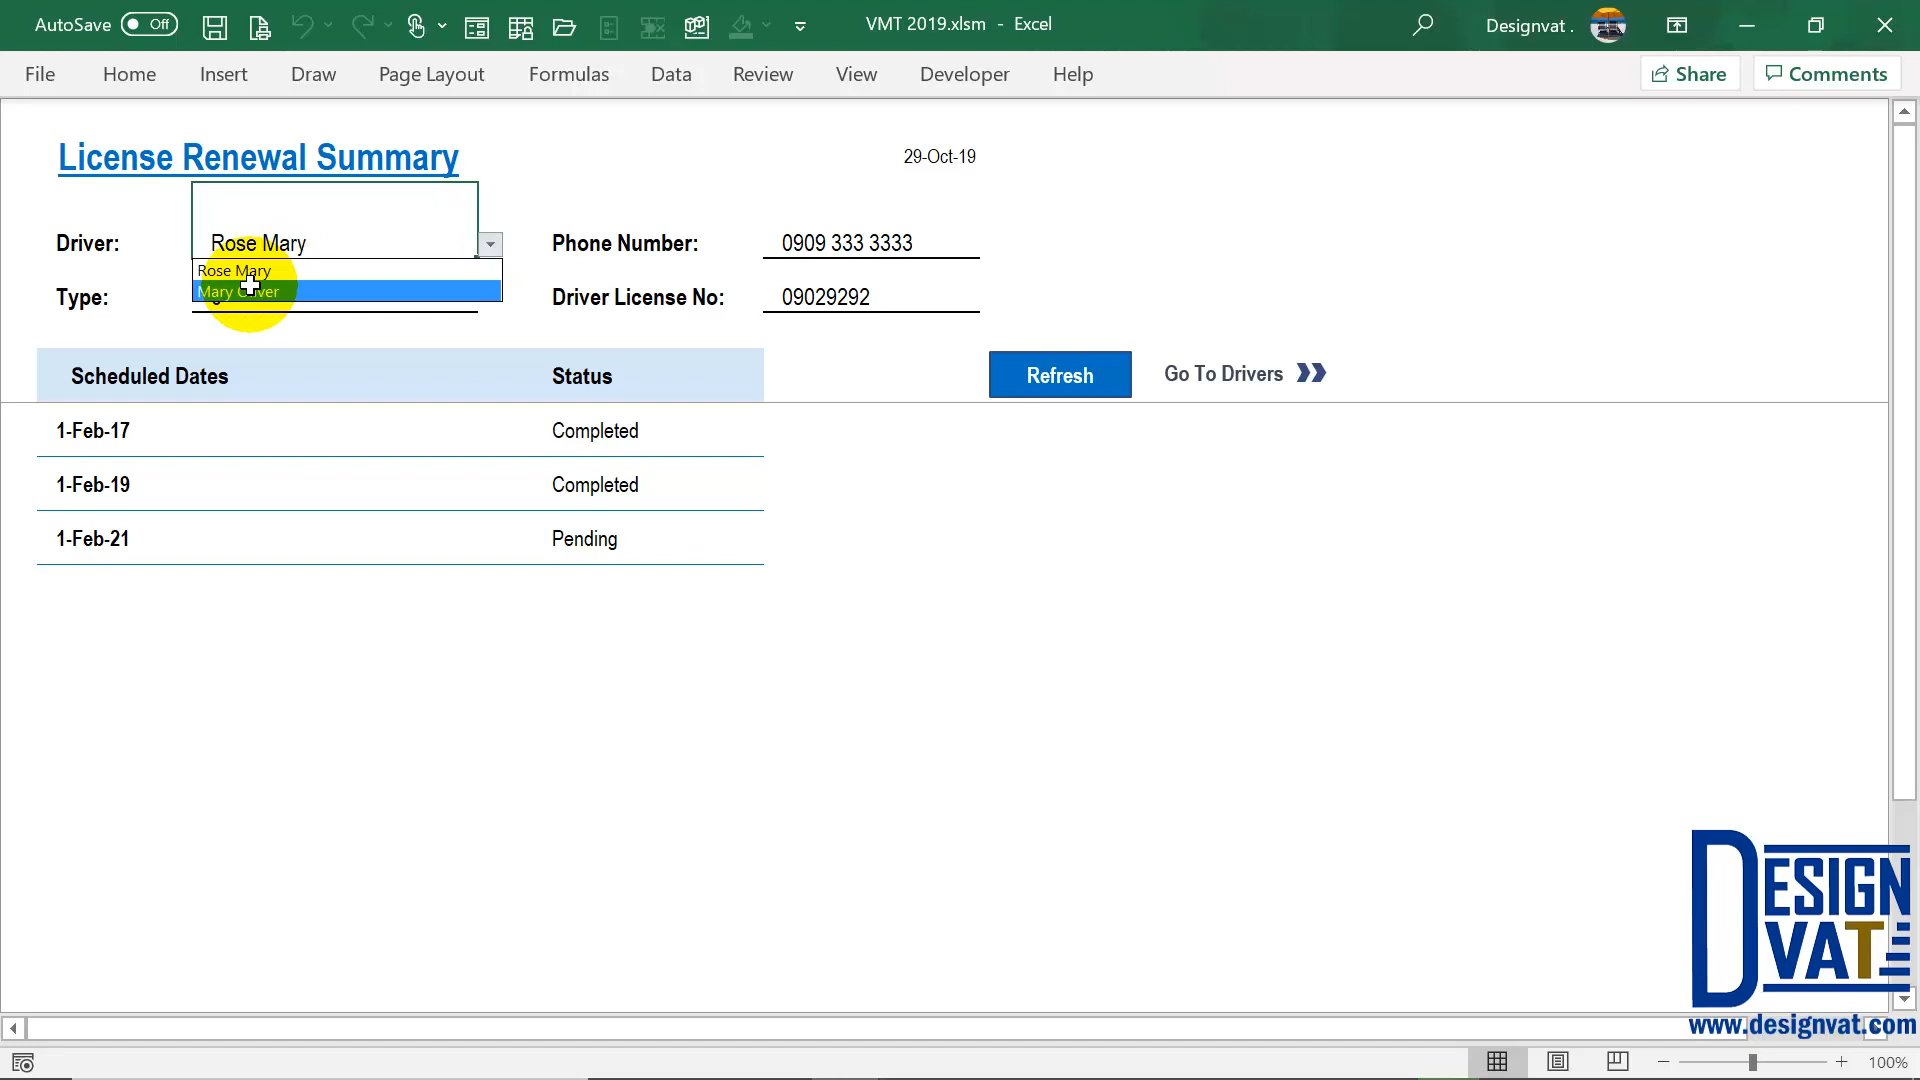 AutoSave Off VMT 2019.xlsm - Excel Designvat .
File Home Insert Draw Page Layout Formulas Data Review View Developer Help Share Comments
License Renewal Summary 29-Oct-19
Driver: Rose Mary Phone Number: 0909 333 3333
Rose Mary
Mary
Type: Driver License No: 09029292
Scheduled Dates Status Refresh Go To Drivers
1-Feb-17 Completed
1-Feb-19 Completed
1-Feb-21 Pending
DESIGN
VAT
www.designvat.com
100%